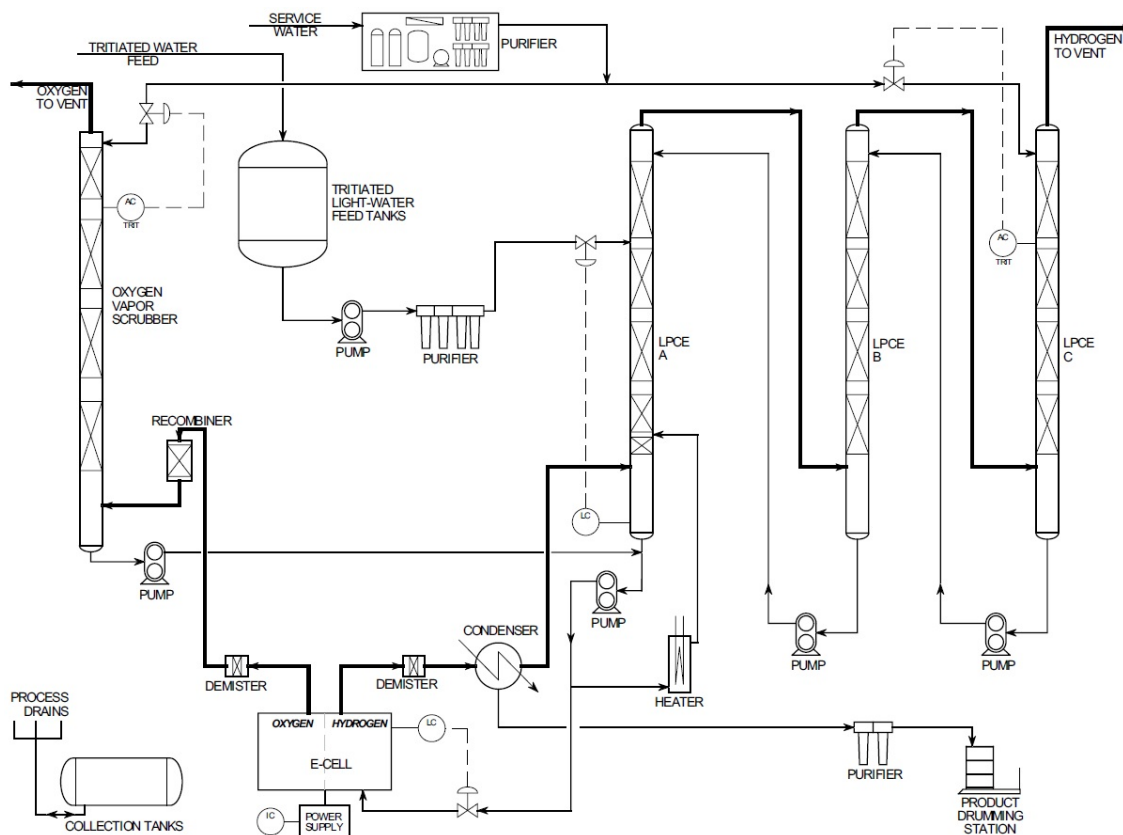 SERVICE
WATER
PURIFIER
TRITIATED WATER
FEED
HYDROGEN
TO VENT
OXYGEN
TO VENT
AC
TRIT
TRITIATED
LIGHT-WATER
FEED TANKS
AC
TRIT
OXYGEN
VAPOR
SCRUBBER
PUMP
PURIFIER
LPCE
A
LPCE
B
LPCE
C
RECOMBINER
LC
PUMP
PUMP
CONDENSER
PUMP
PUMP
DEMISTER
DEMISTER
HEATER
PROCESS
DRAINS
OXYGEN
HYDROGEN
LC
E-CELL
PURIFIER
COLLECTION TANKS
IC
POWER
SUPPLY
PRODUCT
DRUMMING
STATION